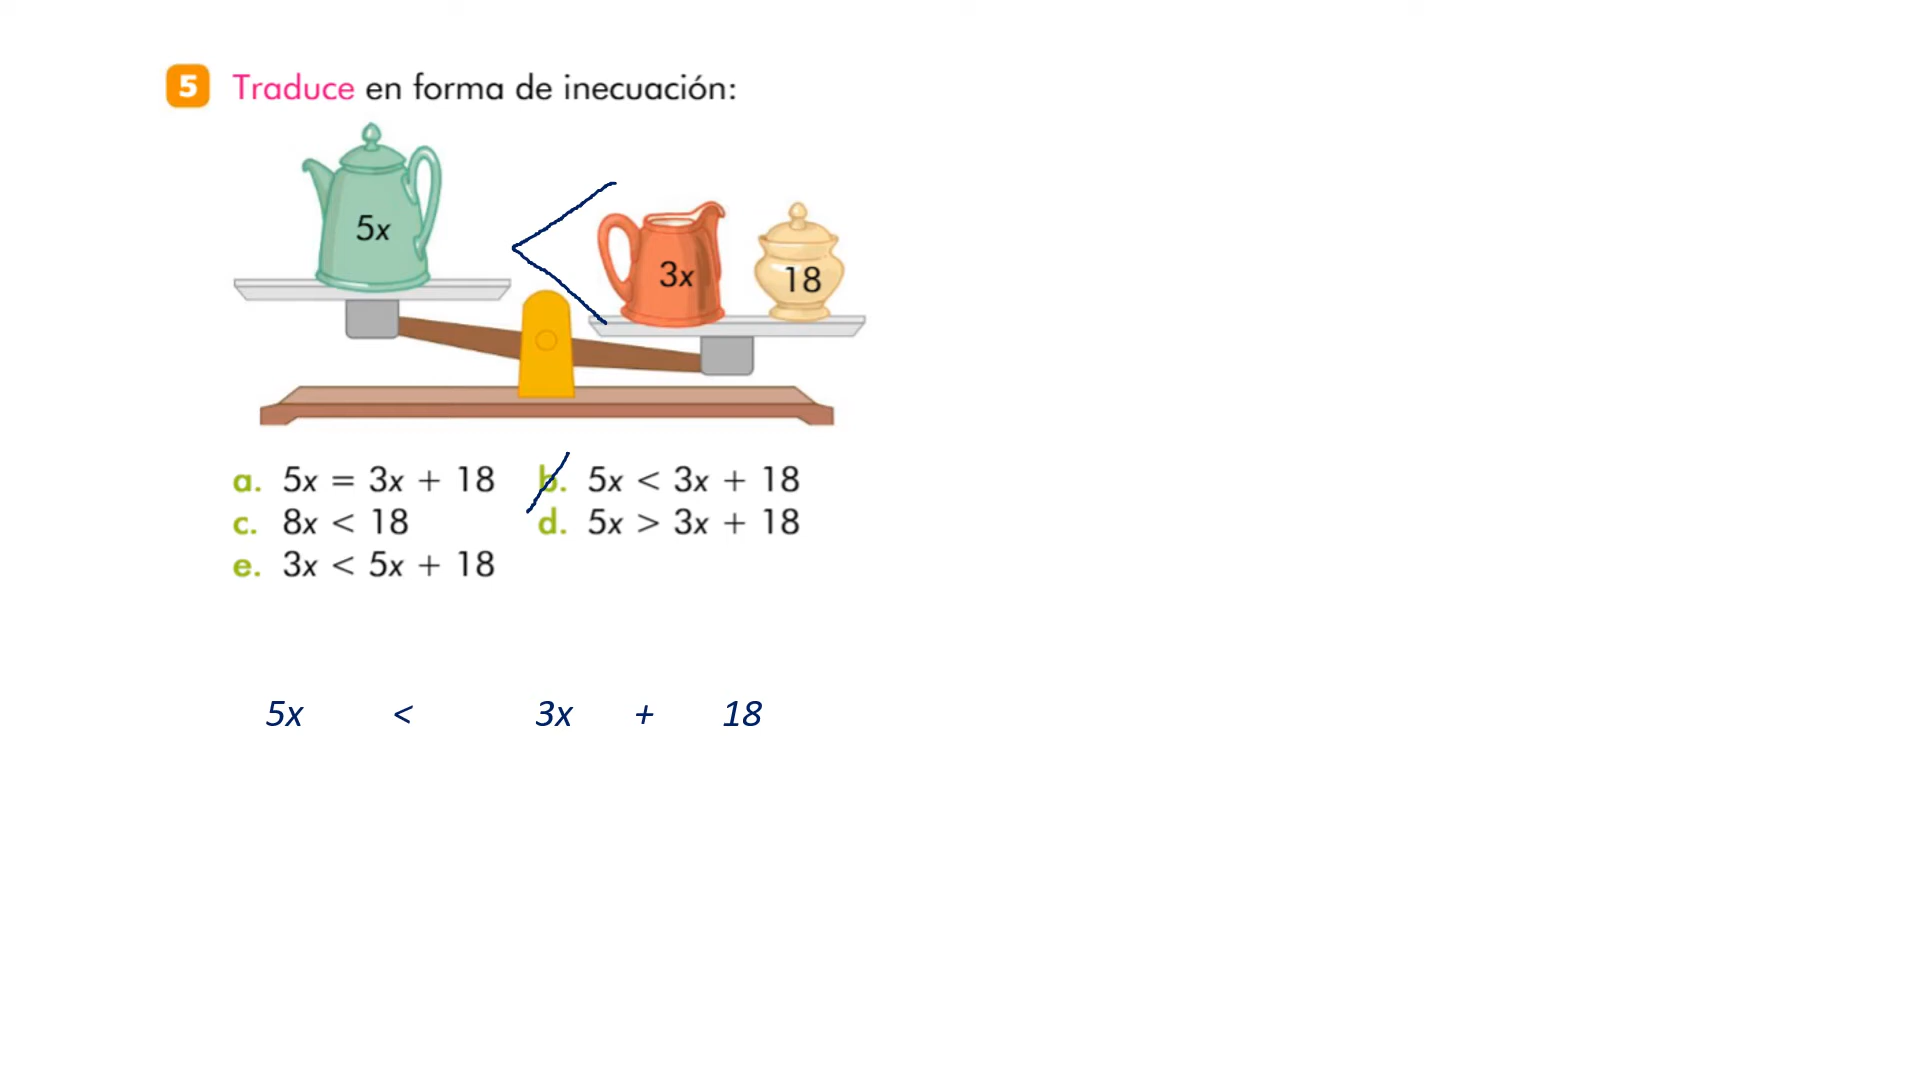 5 Traduce en forma de inecuación:
5x
3x
18
a. 5x = 3x + 18 b. 5x < 3x + 18
c. 8x < 18 d. 5x > 3x + 18
e. 3x < 5x + 18
5x < 3x + 18